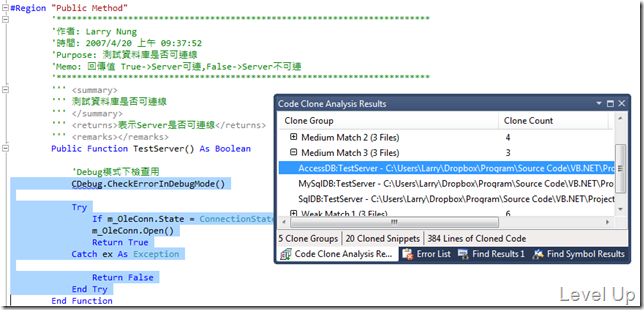 #Region "Public Method"
'***********************************************************************
'作者: Larry Nung
'時間: 2007/4/20 上午 09:37:52
'Purpose: 測試資料庫是否可連線
'Memo: 回傳值 True->Server可連,False->Server不可連
'***********************************************************************
''' <summary>
''' 測試資料庫是否可連線
''' </summary>
''' <returns>表示Server是否可連線</returns>
''' <remarks></remarks>
Public Function TestServer() As Boolean
'Debug模式下檢查用
CDebug.CheckErrorInDebugMode()
Try
If m_OleConn.State = ConnectionState
m_OleConn.Open()
Return True
Catch ex As Exception
Return False
End Try
End Function
Code Clone Analysis Results
Clone Group Clone Count
Medium Match 2 (3 Files) 4
Medium Match 3 (3 Files) 3
AccessDB:TestServer - C:\Users\Larry\Dropbox\Program\Source Code\VB.NET\Pro
MySqlDB:TestServer - C:\Users\Larry\Dropbox\Program\Source Code\VB.NET\Pro
SqlDB:TestServer - C:\Users\Larry\Dropbox\Program\Source Code\VB.NET\Project
Weak Match 1 (3 Files) 6
5 Clone Groups 20 Cloned Snippets 384 Lines of Cloned Code
Code Clone Analysis Re... Error List Find Results 1 Find Symbol Results
Level Up